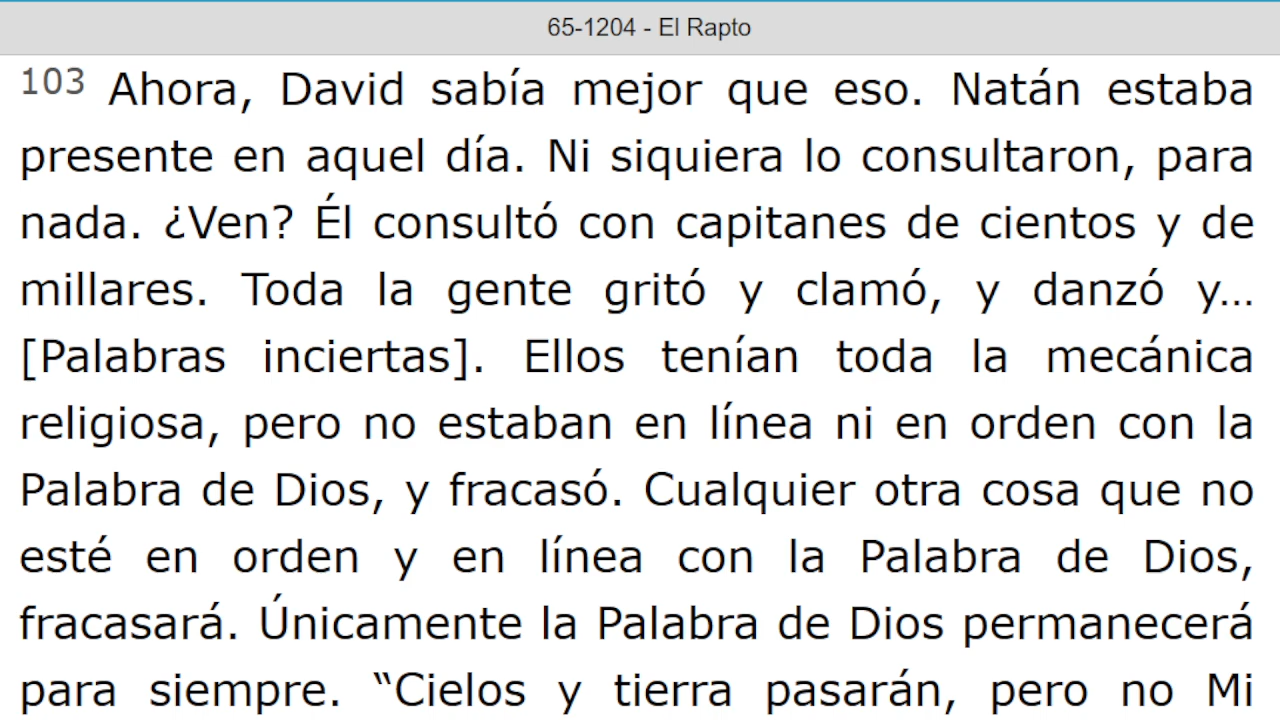 65-1204 - El Rapto
103 Ahora, David sabía mejor que eso. Natán estaba
presente en aquel día. Ni siquiera lo consultaron, para
nada. ¿Ven? Él consultó con capitanes de cientos y de
millares. Toda la gente gritó y clamó, y danzó y...
[Palabras inciertas]. Ellos tenían toda la mecánica
religiosa, pero no estaban en línea ni en orden con la
Palabra de Dios, y fracasó. Cualquier otra cosa que no
esté en orden y en línea con la Palabra de Dios,
fracasará. Únicamente la Palabra de Dios permanecerá
para siempre. “Cielos y tierra pasarán, pero no Mi